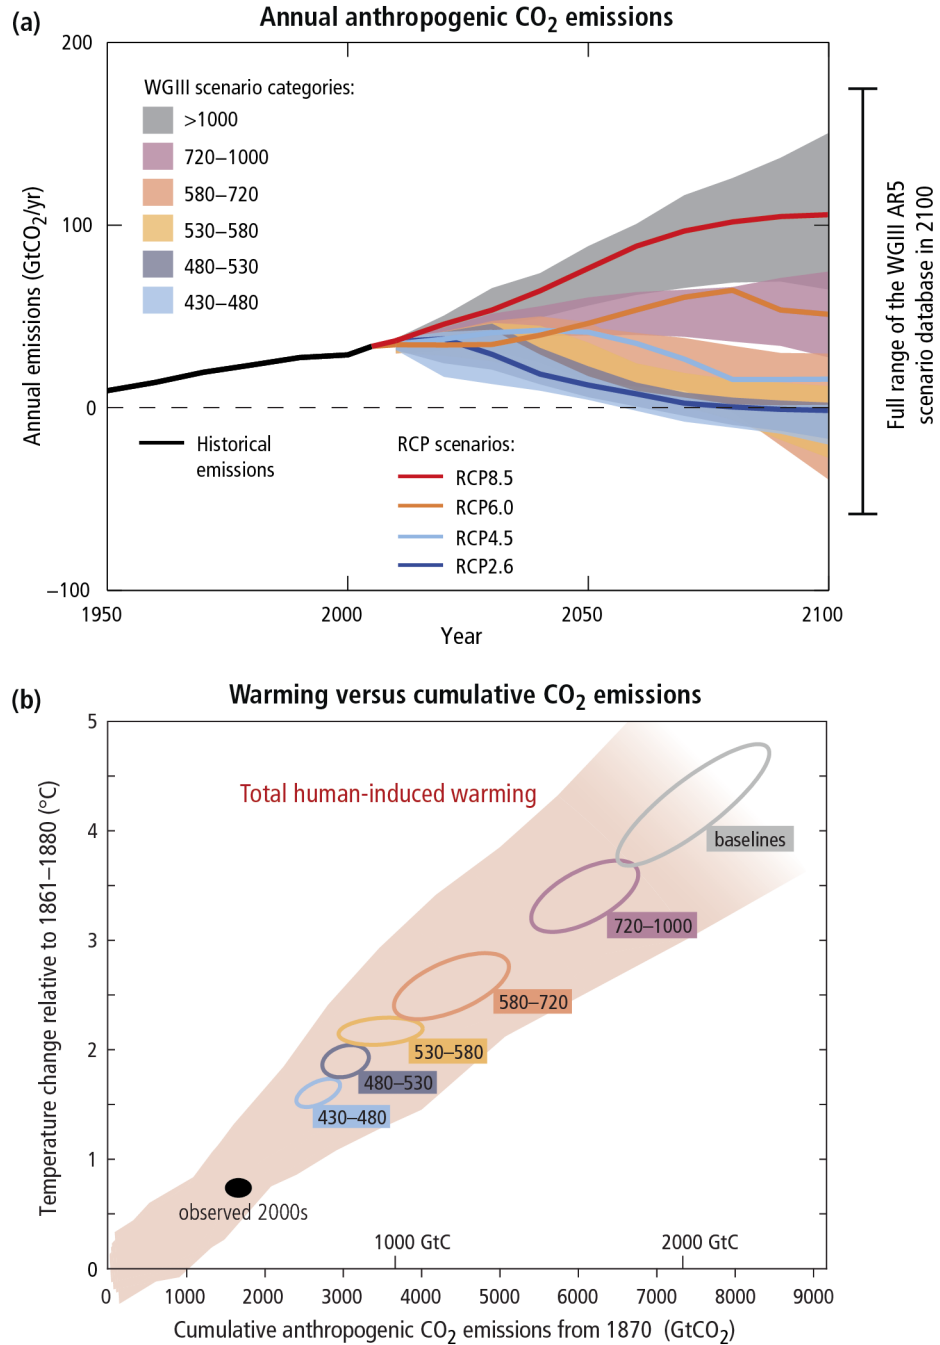 (a)
Annual anthropogenic CO2 emissions
200
100
0
−100
Annual emissions (GtCO2/yr)
WGIII scenario categories:
>1000
720–1000
580–720
530–580
480–530
430–480
Historical
emissions
RCP scenarios:
RCP8.5
RCP6.0
RCP4.5
RCP2.6
1950
2000
2050
2100
Year
Full range of the WGIII AR5
scenario database in 2100
(b)
Warming versus cumulative CO2 emissions
5
4
3
2
1
0
Temperature change relative to 1861–1880 (°C)
Total human-induced warming
baselines
720–1000
580–720
530–580
480–530
430–480
observed 2000s
1000 GtC
2000 GtC
0
1000
2000
3000
4000
5000
6000
7000
8000
9000
Cumulative anthropogenic CO2 emissions from 1870 (GtCO2)